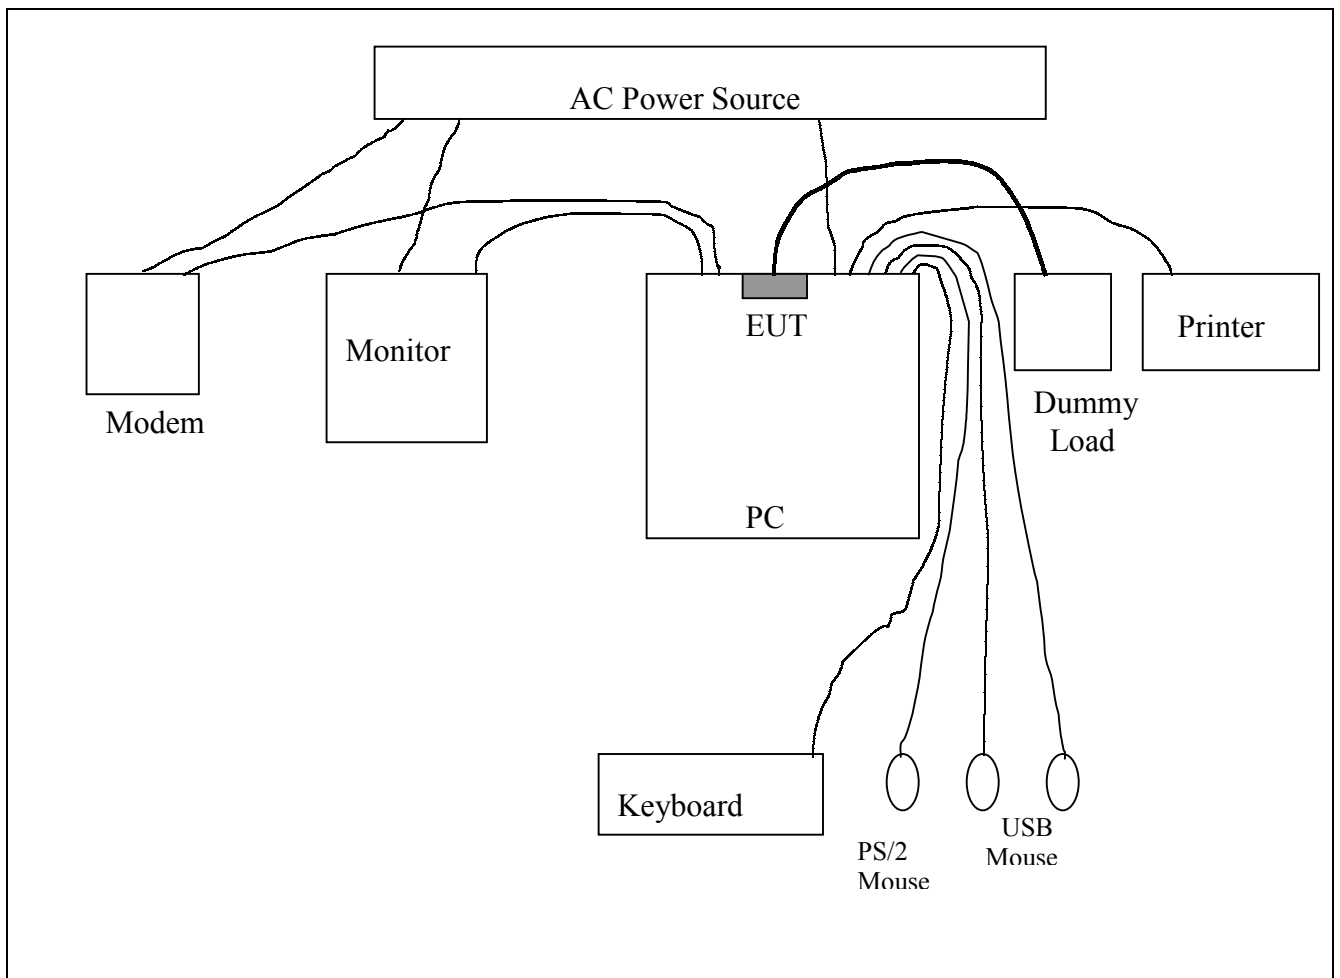 AC Power Source
EUT
Printer
Monitor
Dummy
Load
Modem
PC
Keyboard
USB
Mouse
PS/2
Mouse